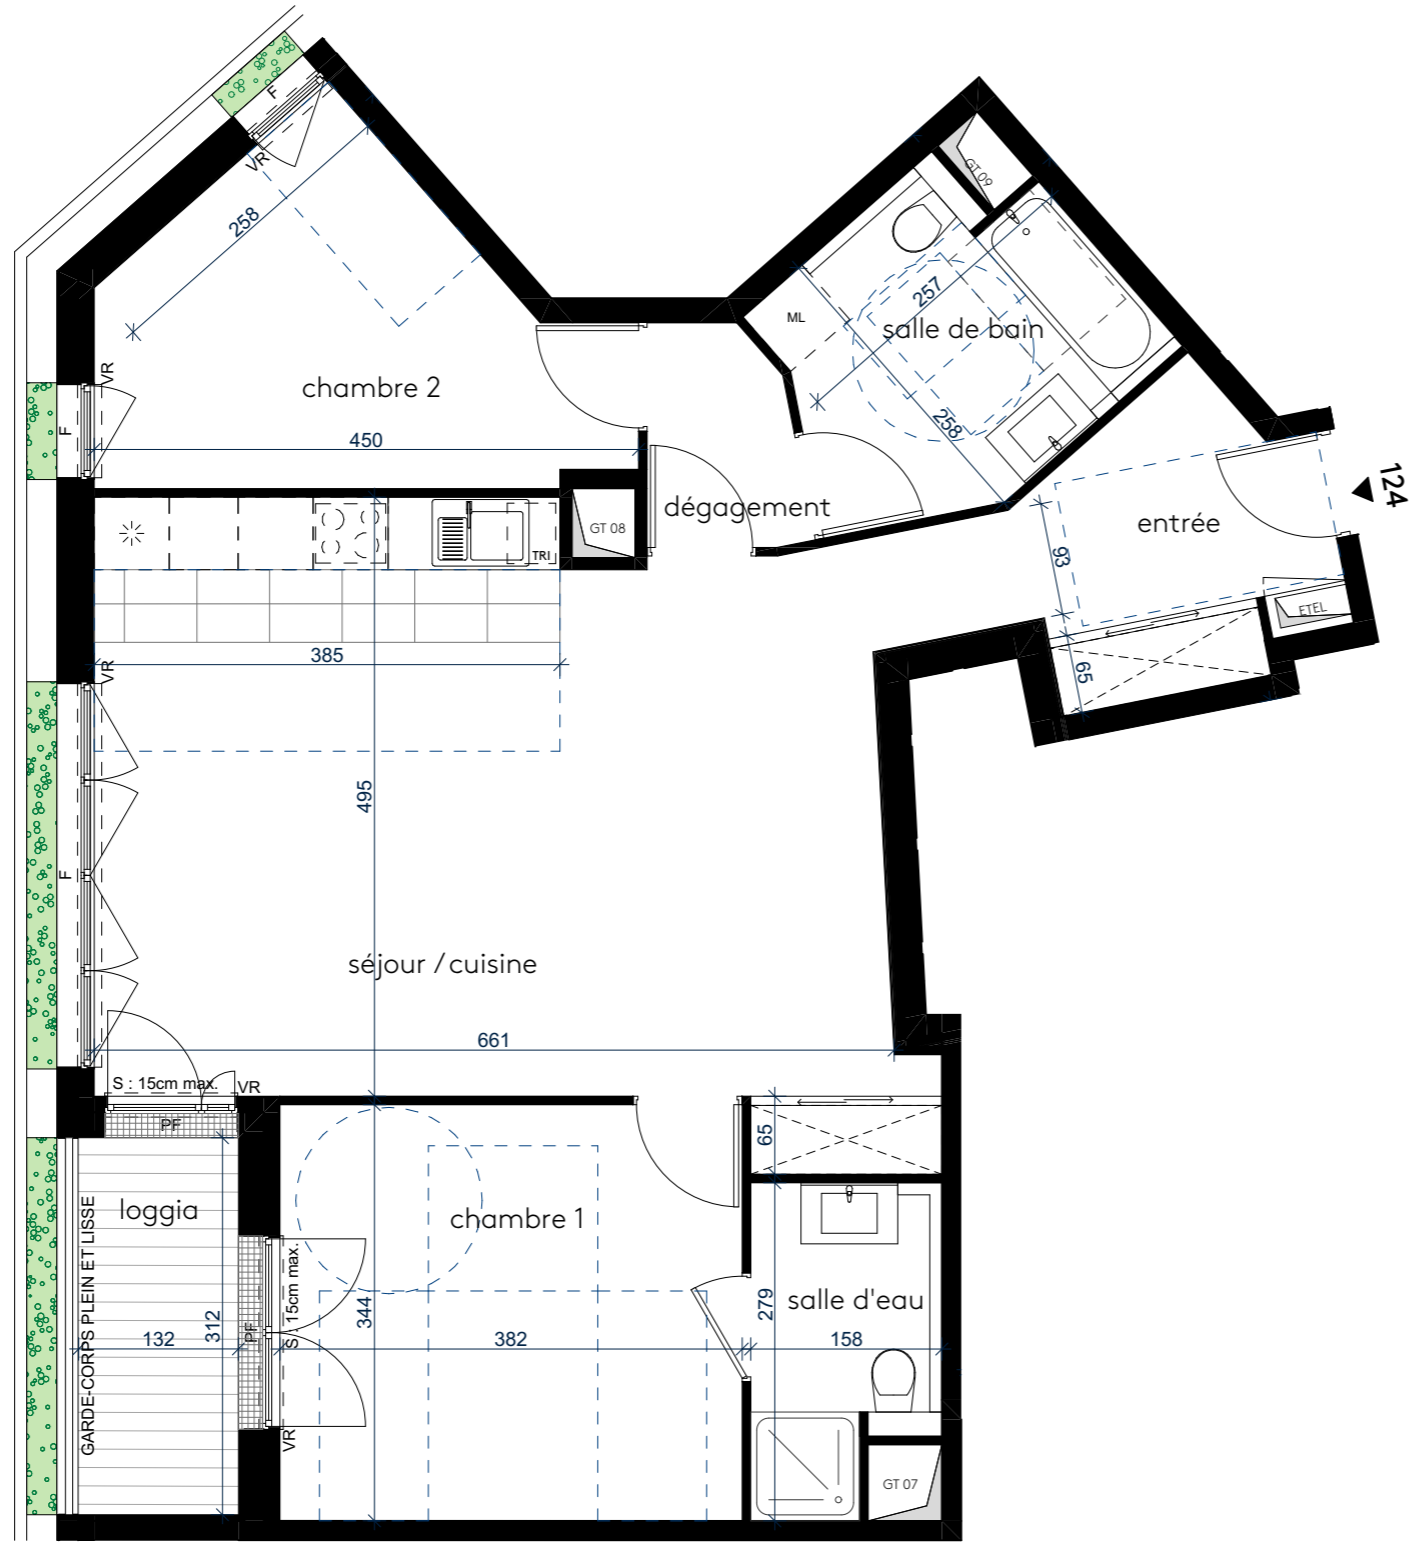 F
VR
258
GT 09
257
ML
salle de bain
258
VR
F
chambre 2
450
124
dégagement
entrée
GT 08
TRI
93
ETEL
385
VR
65
495
F
séjour / cuisine
661
S : 15cm max.
VR
PF
65
loggia
chambre 1
GARDE-CORPS PLEIN ET LISSE
312
132
PF
S : 15cm max.
344
382
279
salle d'eau
158
VR
GT 07